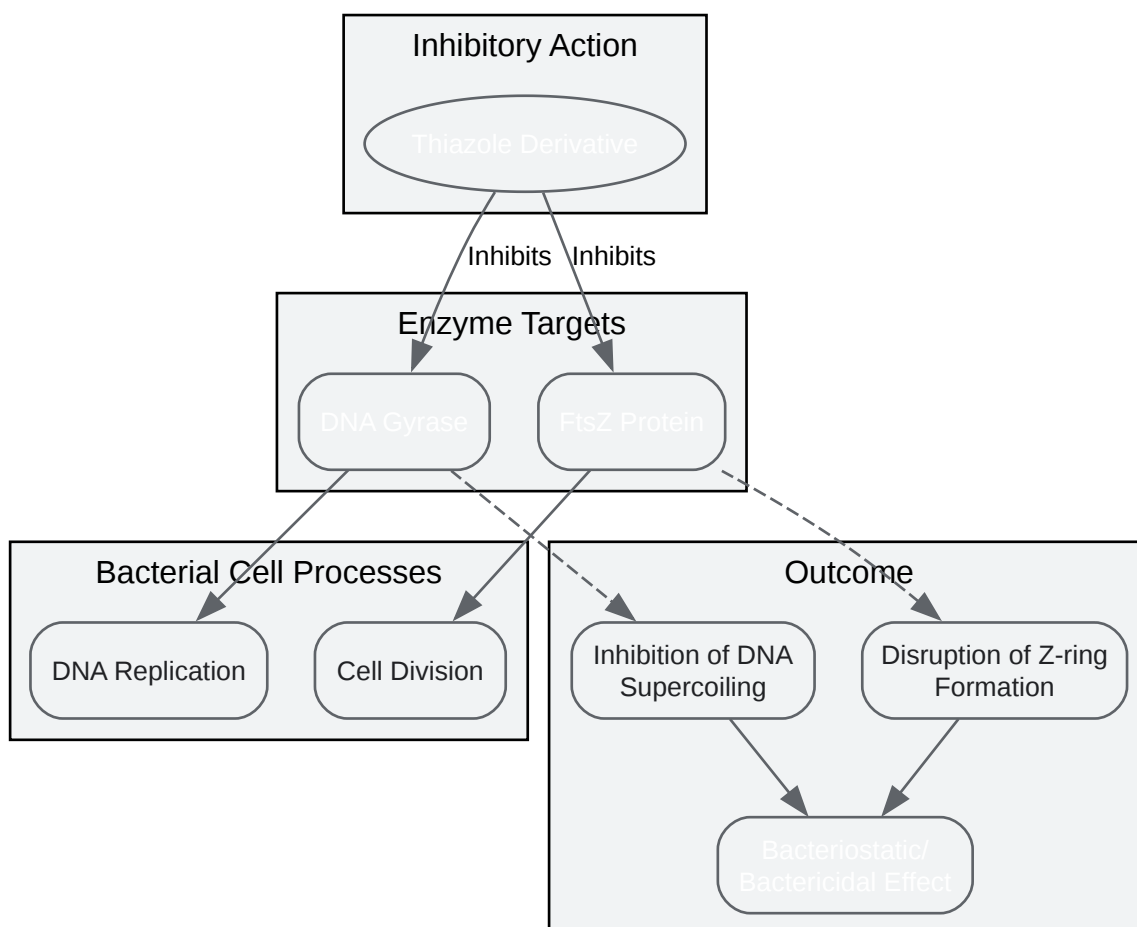 Inhibitory Action
Thiazole Derivative
Inhibits
Inhibits
Enzyme Targets
DNA Gyrase
FtsZ Protein
Bacterial Cell Processes
DNA Replication
Cell Division
Outcome
Inhibition of DNA
Supercoiling
Disruption of Z-ring
Formation
Bacteriostatic/
Bactericidal Effect